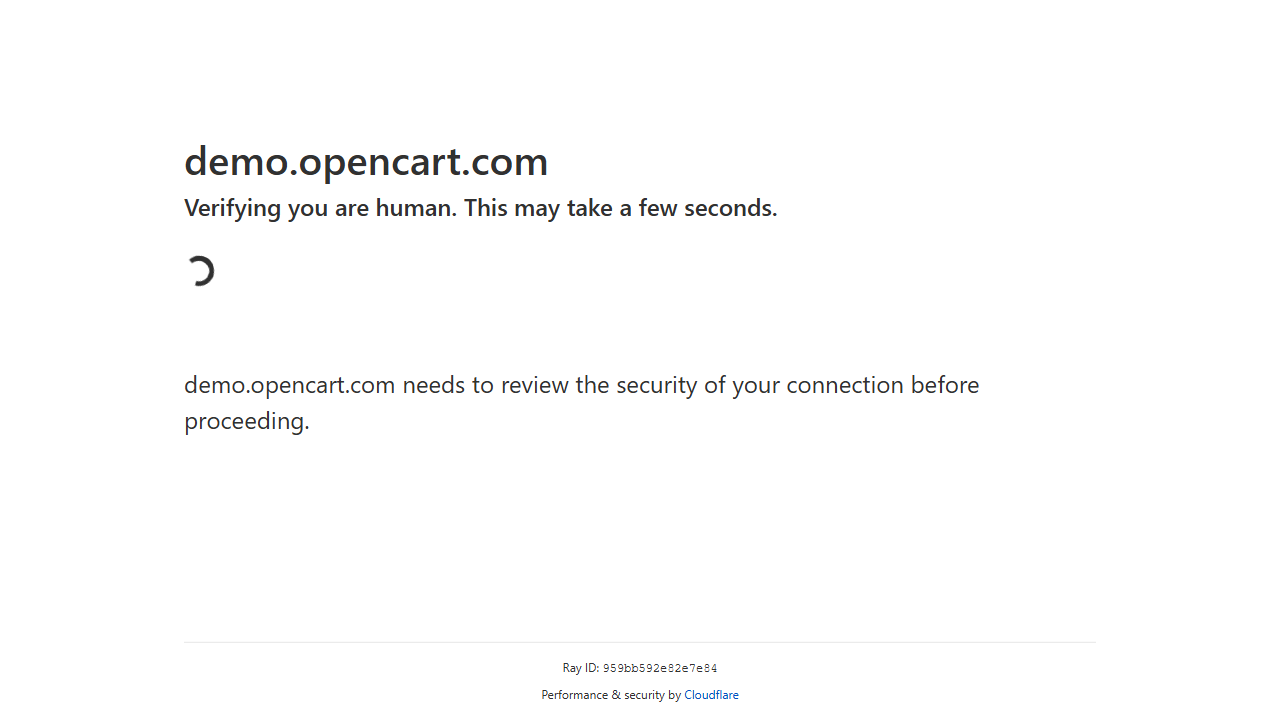 demo.opencart.com
Verifying you are human. This may take a few seconds.
demo.opencart.com needs to review the security of your connection before
proceeding.
Ray ID: 959bb592e82e7e84
Performance & security by Cloudflare